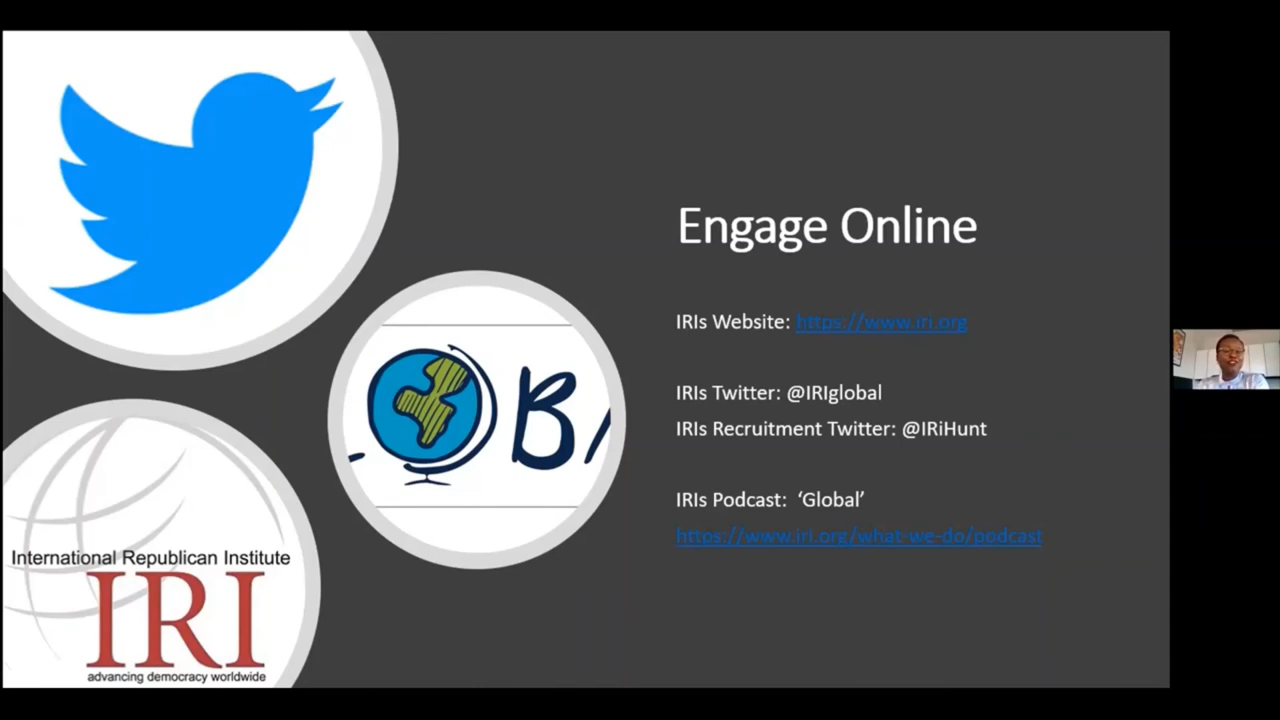 Engage Online
IRIs Website: https://www.iri.org
IRIs Twitter: @IRIglobal
IRIs Recruitment Twitter: @IRiHunt
IRIs Podcast: ‘Global’
https://www.iri.org/what-we-do/podcast
OBA
International Republican Institute
IRI
advancing democracy worldwide